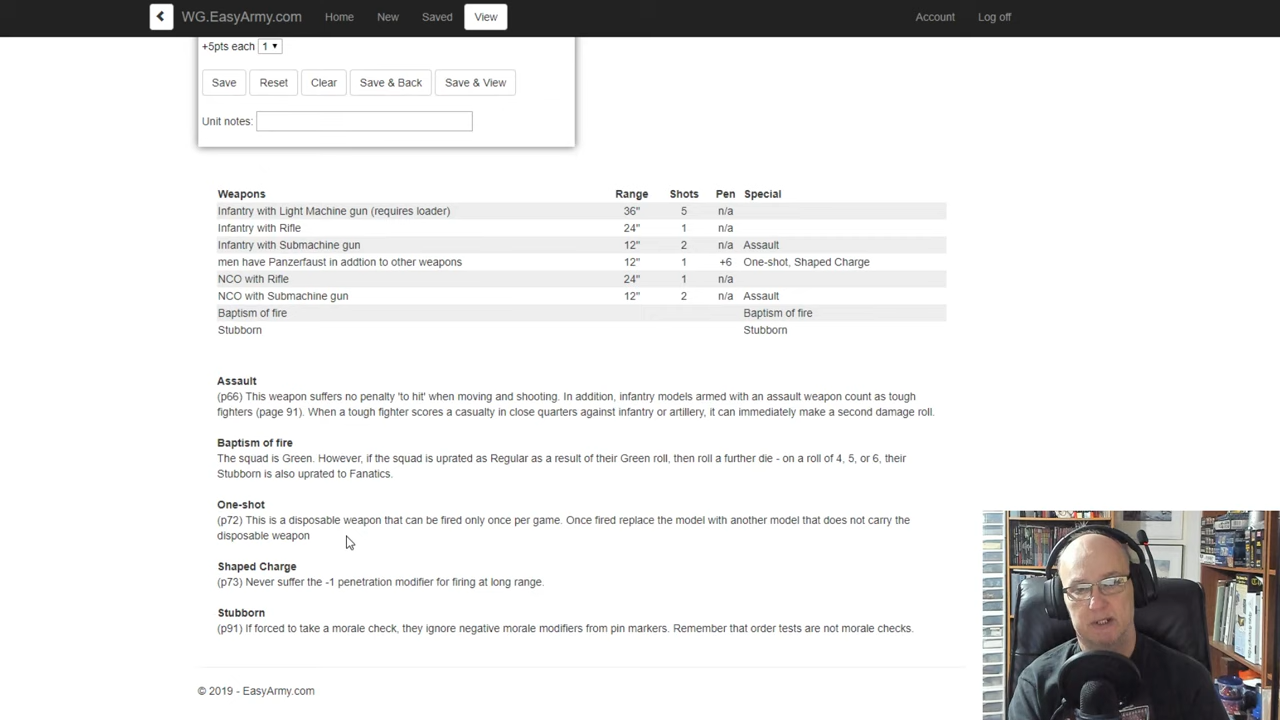 WG.EasyArmy.com Home New Saved View Account Log off
+5pts each 1
Save Reset Clear Save & Back Save & View
Unit notes:
Weapons Range Shots Pen Special
Infantry with Light Machine gun (requires loader) 36" 5 n/a
Infantry with Rifle 24" 1 n/a
Infantry with Submachine gun 12" 2 n/a Assault
men have Panzerfaust in addtion to other weapons 12" 1 +6 One-shot, Shaped Charge
NCO with Rifle 24" 1 n/a
NCO with Submachine gun 12" 2 n/a Assault
Baptism of fire Baptism of fire
Stubborn Stubborn
Assault
(p66) This weapon suffers no penalty 'to hit' when moving and shooting. In addition, infantry models armed with an assault weapon count as tough
fighters (page 91). When a tough fighter scores a casualty in close quarters against infantry or artillery, it can immediately make a second damage roll.
Baptism of fire
The squad is Green. However, if the squad is uprated as Regular as a result of their Green roll, then roll a further die - on a roll of 4, 5, or 6, their
Stubborn is also uprated to Fanatics.
One-shot
(p72) This is a disposable weapon that can be fired only once per game. Once fired replace the model with another model that does not carry the
disposable weapon
Shaped Charge
(p73) Never suffer the -1 penetration modifier for firing at long range.
Stubborn
(p91) If forced to take a morale check, they ignore negative morale modifiers from pin markers. Remember that order tests are not morale checks.
© 2019 - EasyArmy.com